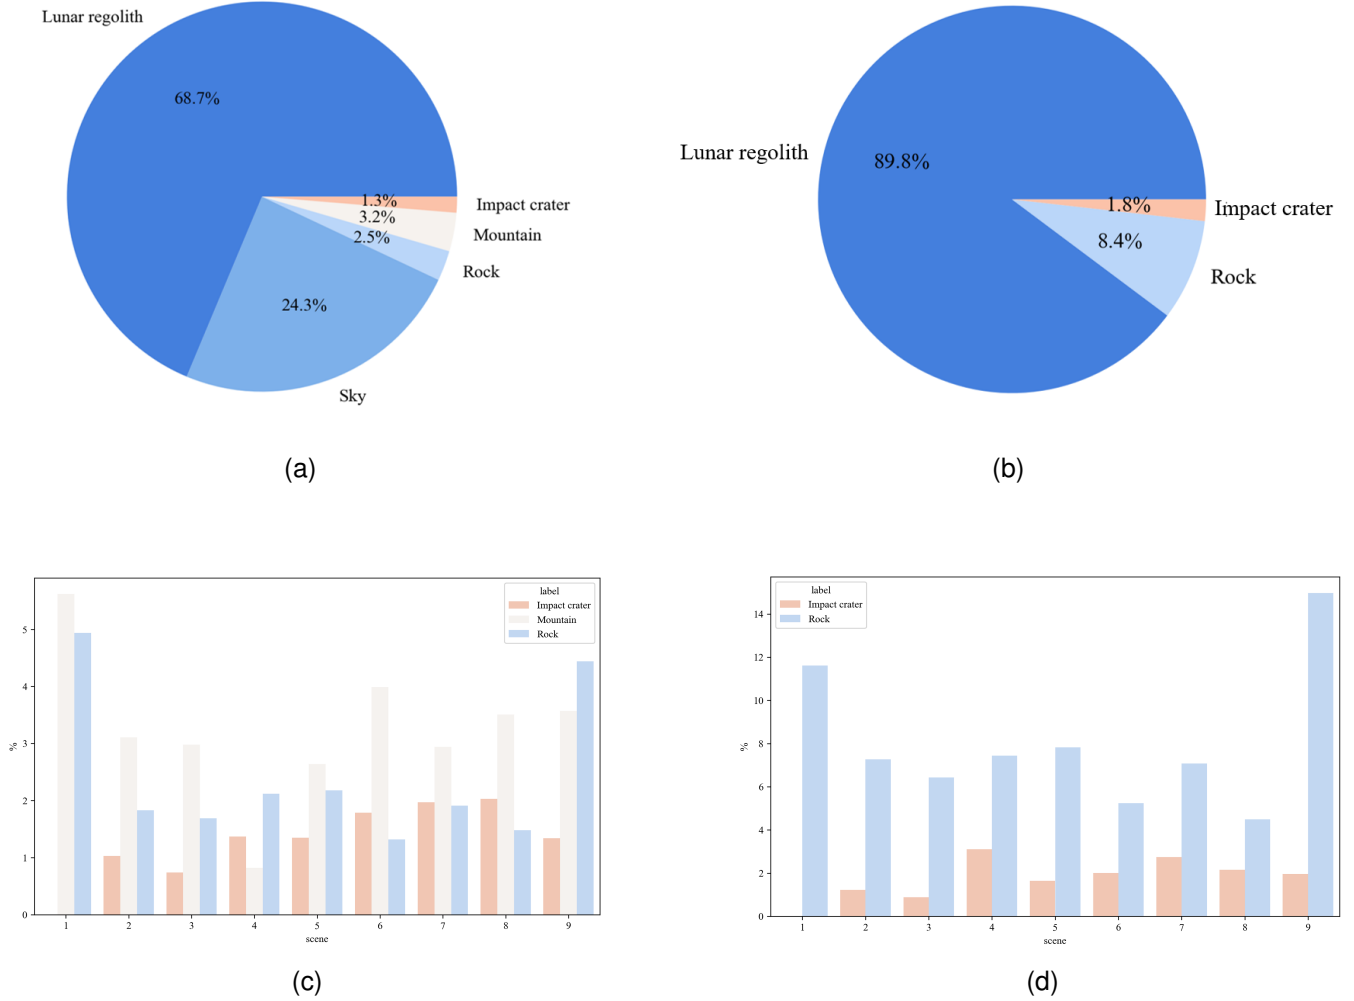 Lunar regolith
68.7%
1.3%
Impact crater
3.2%
Mountain
2.5%
Rock
24.3%
Sky
(a)
Lunar regolith
89.8%
1.8%
Impact crater
8.4%
Rock
(b)
label
Impact crater
Mountain
Rock
5
4
3
2
1
0
%
1 2 3 4 5 6 7 8 9
scene
(c)
label
Impact crater
Rock
14
12
10
8
6
4
2
0
%
1 2 3 4 5 6 7 8 9
scene
(d)